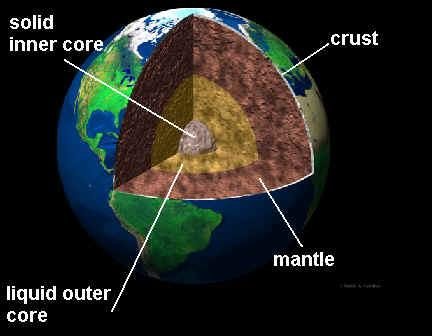 solid
inner core
crust
mantle
liquid outer
core